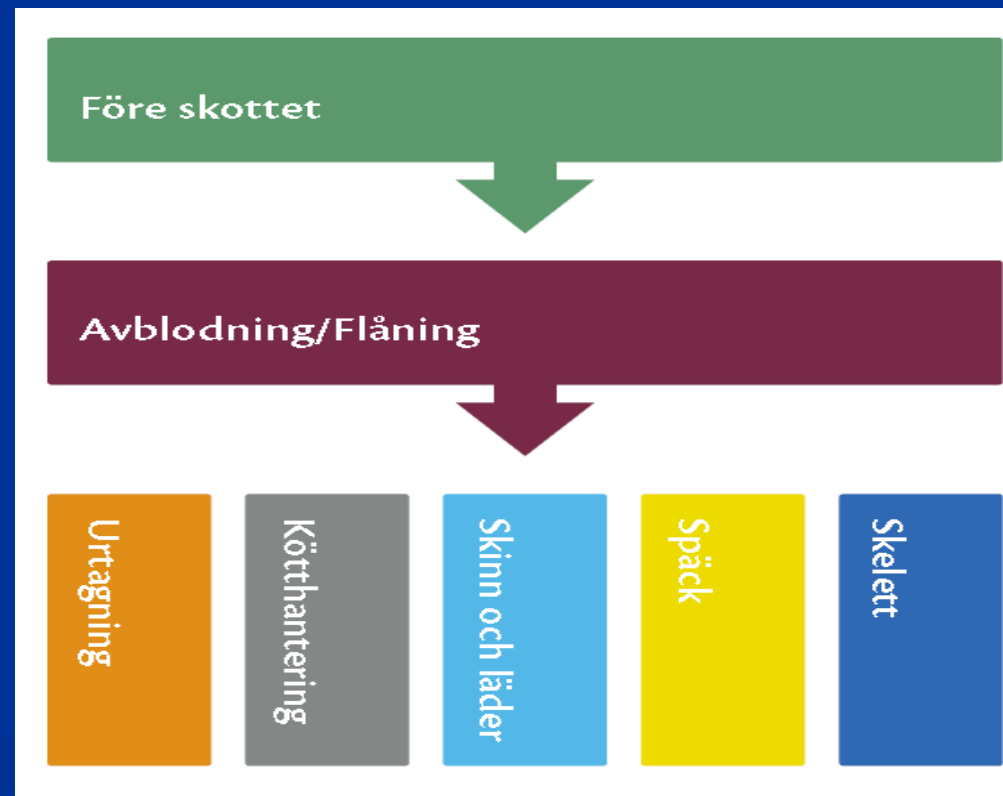 Före skottet
Avblodning/Flåning
Urtagning
Kötthantering
Skinn och läder
Späck
Skelett